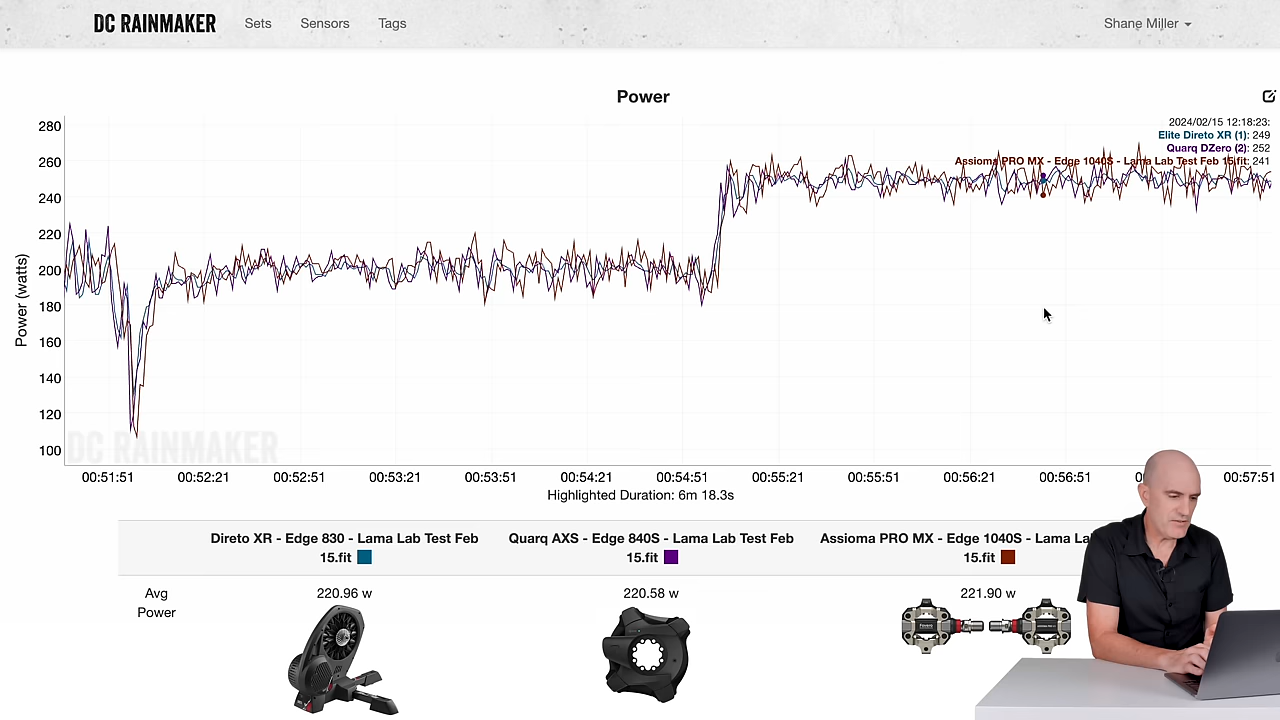 DC RAINMAKER Sets Sensors Tags Shane Miller
Power
2024/02/15 12:18:23:
Elite Direto XR (1): 249
Quarq DZero (2): 252
Assioma PRO MX - Edge 1040S - Lama Lab Test Feb 15.fit: 241
280
260
240
220
200
180
160
140
120
100
Power (watts)
DC RAINMAKER
00:51:51 00:52:21 00:52:51 00:53:21 00:53:51 00:54:21 00:54:51 00:55:21 00:55:51 00:56:21 00:56:51 00:57:51
Highlighted Duration: 6m 18.3s
Direto XR - Edge 830 - Lama Lab Test Feb 15.fit
Quarq AXS - Edge 840S - Lama Lab Test Feb 15.fit
Assioma PRO MX - Edge 1040S - Lama La
15.fit
Avg Power
220.96 w 220.58 w 221.90 w